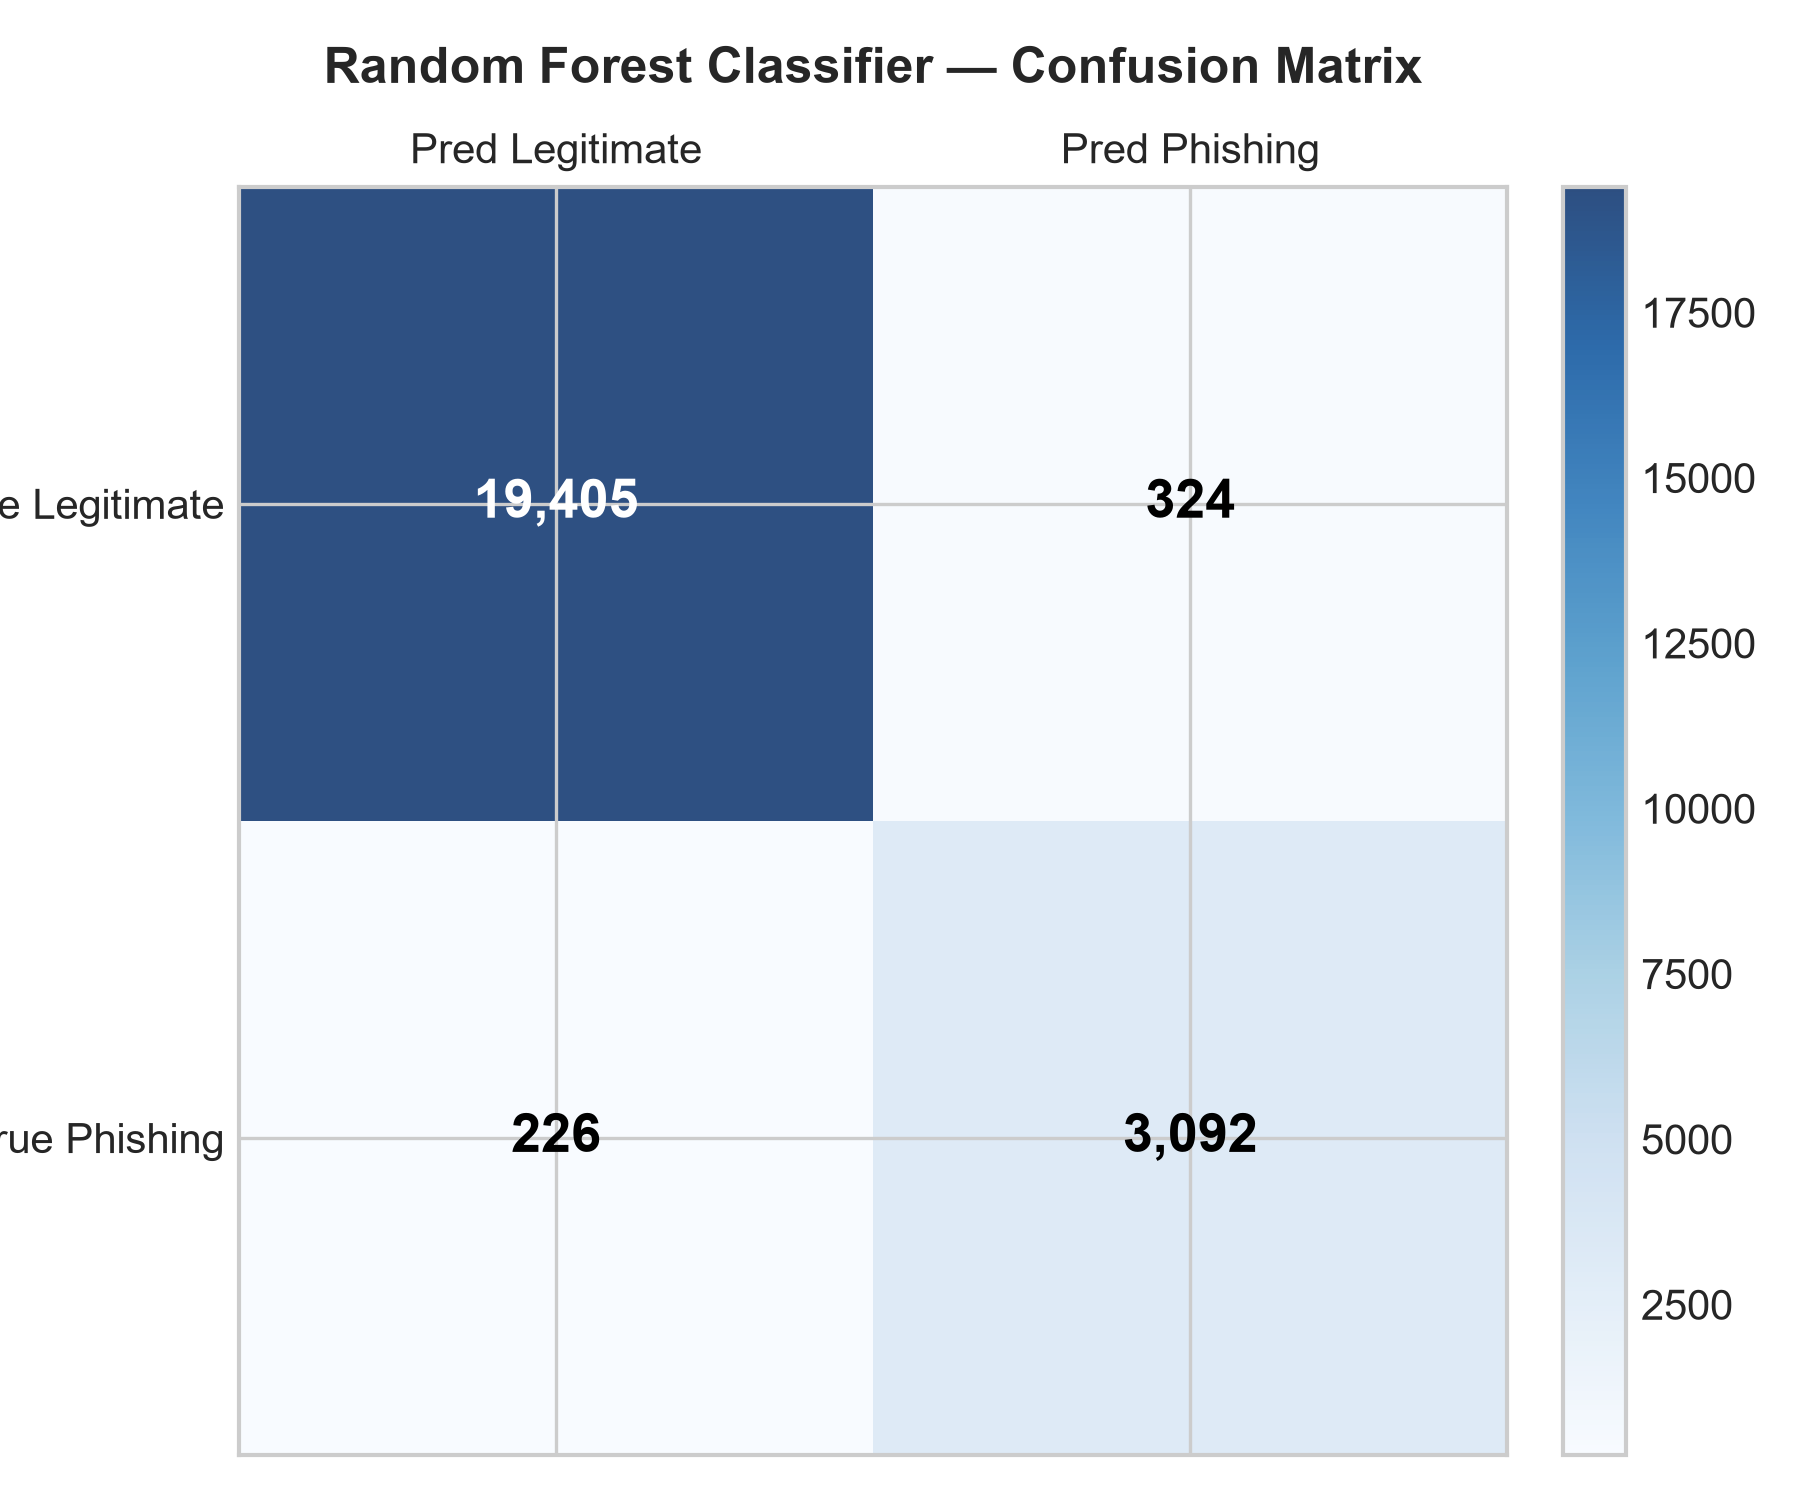 Random Forest Classifier — Confusion Matrix
Pred Legitimate Pred Phishing
e Legitimate 19,405 324
rue Phishing 226 3,092
17500
15000
12500
10000
7500
5000
2500